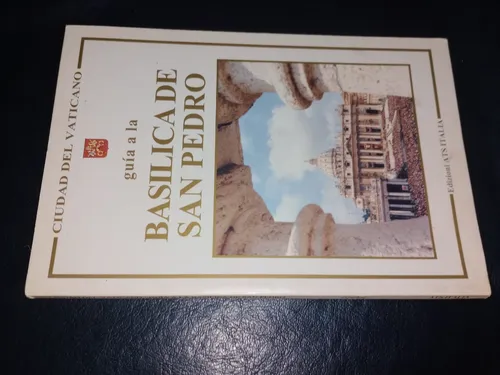 CIUDAD DEL VATICANO
guía a la
BASILICA DE
SAN PEDRO
Edizioni ATS ITALIA